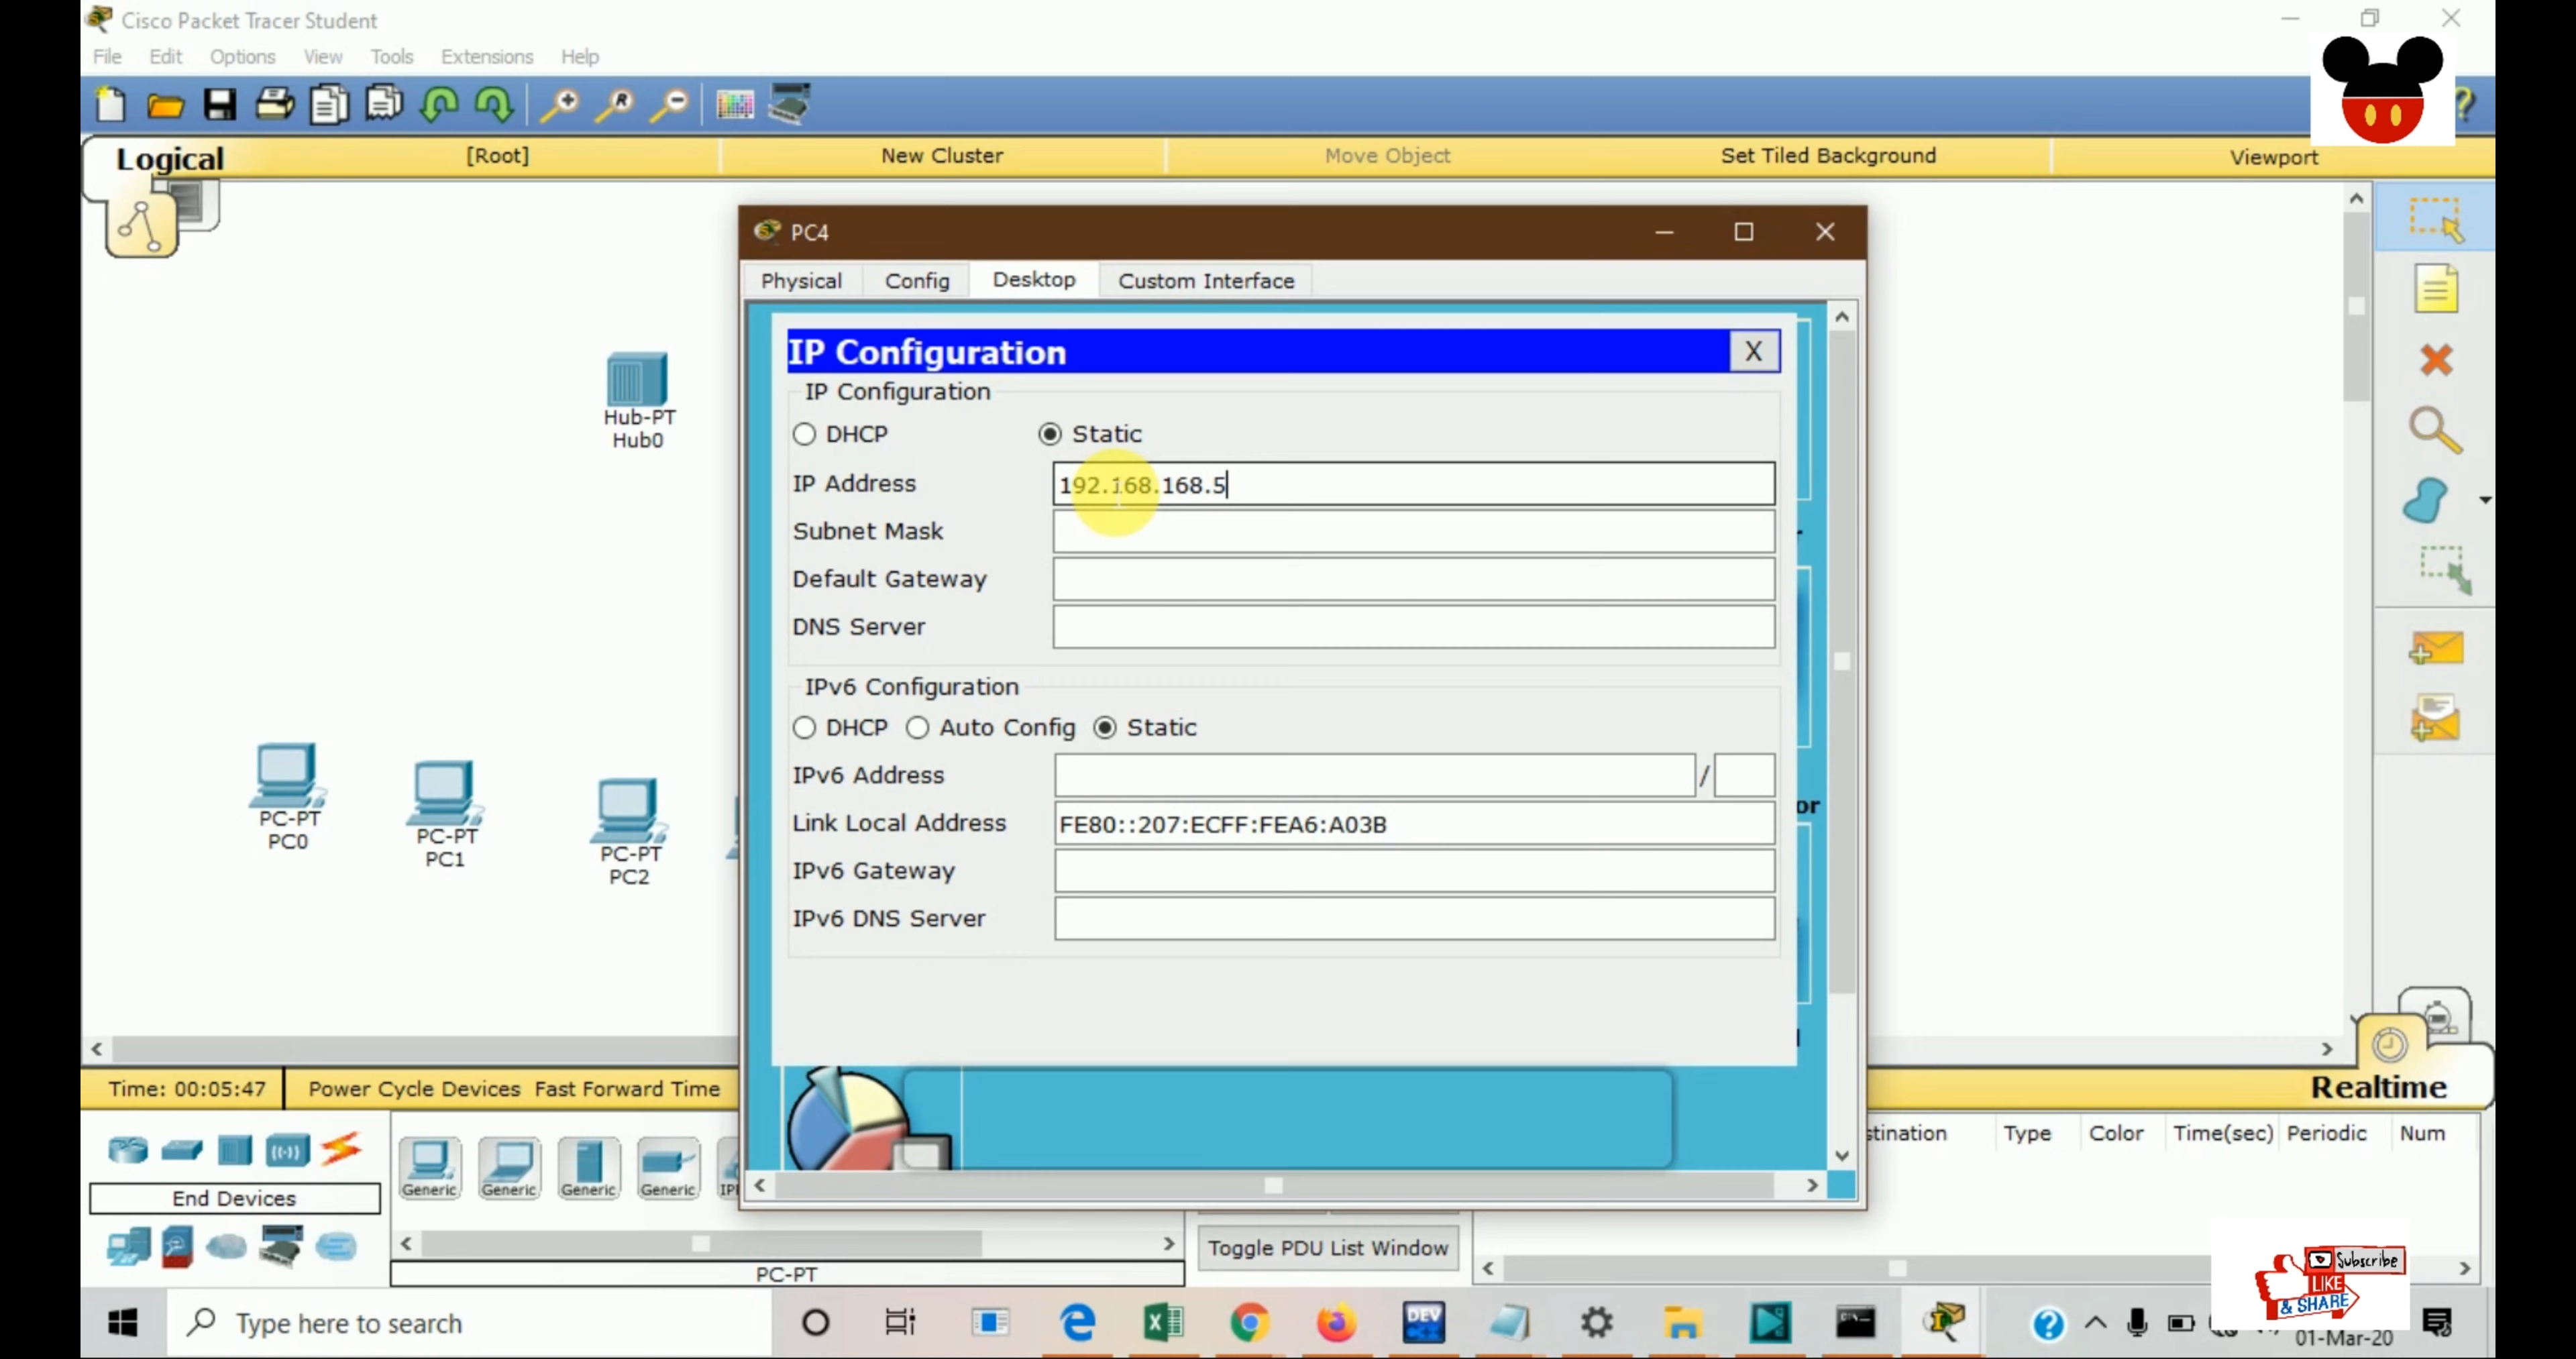 Cisco Packet Tracer Student
File Edit Options View Tools Extensions Help
Logical [Root] New Cluster Move Object Set Tiled Background Viewport
PC4
Physical Config Desktop Custom Interface
IP Configuration X
IP Configuration
DHCP Static
IP Address 192.168.168.5
Subnet Mask
Default Gateway
DNS Server
IPv6 Configuration
DHCP Auto Config Static
IPv6 Address /
Link Local Address FE80::207:ECFF:FEA6:A03B
IPv6 Gateway
IPv6 DNS Server
or
Hub-PT
Hub0
PC-PT
PC0
PC-PT
PC1
PC-PT
PC2
Time: 00:05:47 Power Cycle Devices Fast Forward Time Realtime
stination Type Color Time(sec) Periodic Num
Generic Generic Generic Generic
End Devices
Toggle PDU List Window
PC-PT
Subscribe
LIKE
& SHARE
Type here to search
DEV
01-Mar-20